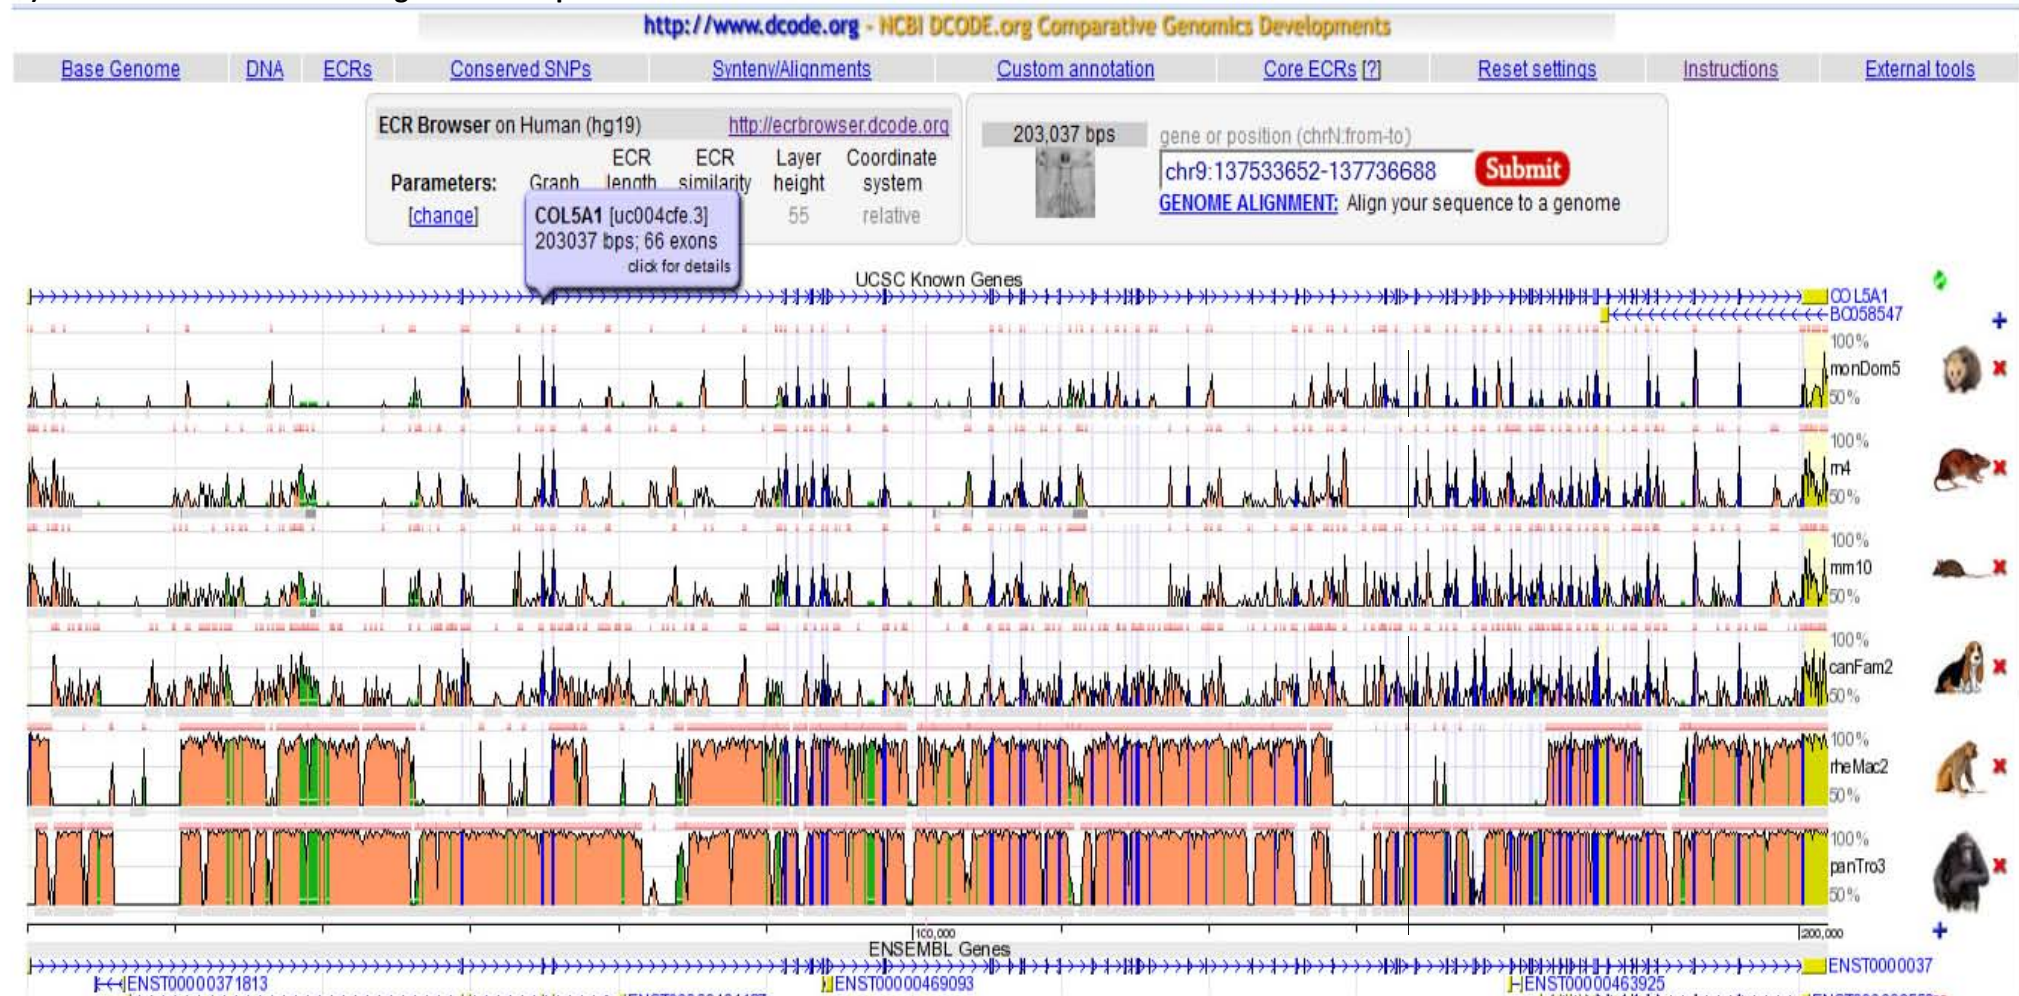 http://www.dcode.org - NCBI DCODE.org Comparative Genomics Developments
Base Genome DNA ECRs Conserved SNPs Synteny/Alignments Custom annotation Core ECRs [?] Reset settings Instructions External tools
ECR Browser on Human (hg19) http://ecrbrowser.dcode.org
ECR ECR Layer Coordinate
Parameters: Graph length similarity height system
[change] 55 relative
COL5A1 [uc004cfe.3]
203037 bps; 66 exons
click for details
203,037 bps
gene or position (chrN:from-to)
chr9:137533652-137736688 Submit
GENOME ALIGNMENT: Align your sequence to a genome
UCSC Known Genes
COL5A1
BC058547
100%
monDom5
50%
100%
rn4
50%
100%
mm10
50%
100%
canFam2
50%
100%
rheMac2
50%
100%
panTro3
50%
100,000 200,000
ENSEMBL Genes
ENST0000037
ENST00000371813 ENST00000469093 ENST00000463925